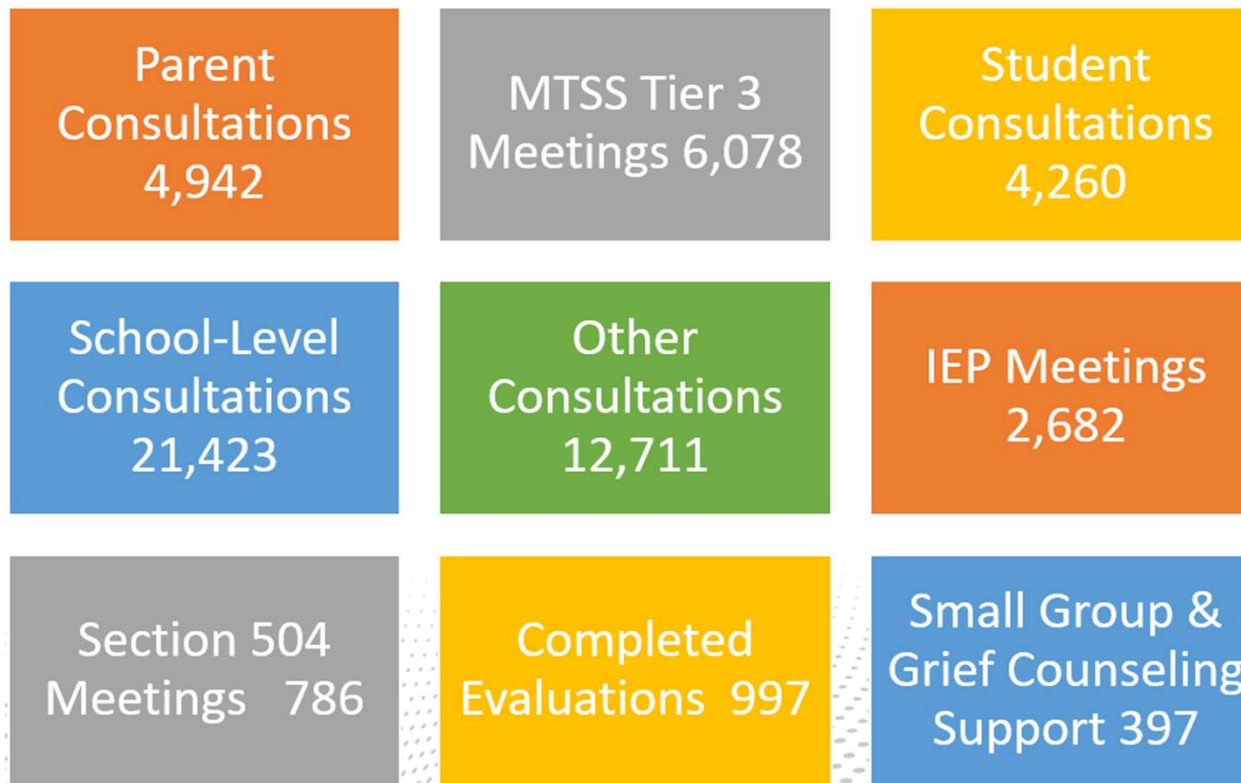 Parent
Consultations
4,942
MTSS Tier 3
Meetings 6,078
Student
Consultations
4,260
School-Level
Consultations
21,423
Other
Consultations
12,711
IEP Meetings
2,682
Section 504
Meetings 786
Completed
Evaluations 997
Small Group &
Grief Counseling
Support 397